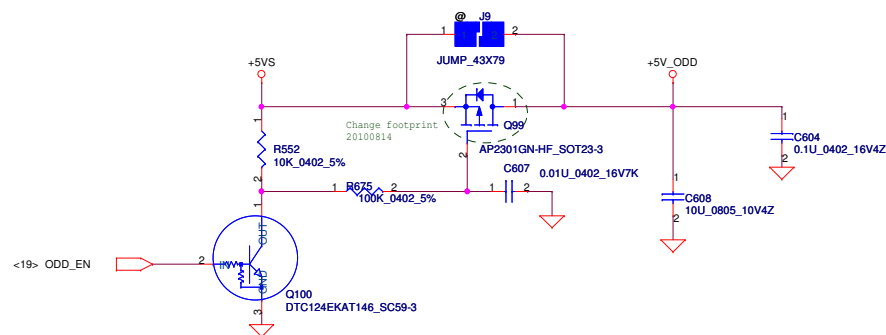 @ J9
1 1 2 2
JUMP_43X79
+5VS
+5V_ODD
3 1
Q99
Change footprint
20100814
AP2301GN-HF_SOT23-3
2
1
R552
10K_0402_5%
2
1
C604
0.1U_0402_16V4Z
2
C607
0.01U_0402_16V7K
1 R675 2
100K_0402_5%
1 2
1
C608
10U_0805_10V4Z
2
1
OUT
<19> ODD_EN
2 IN
GND
Q100
DTC124EKAT146_SC59-3
3